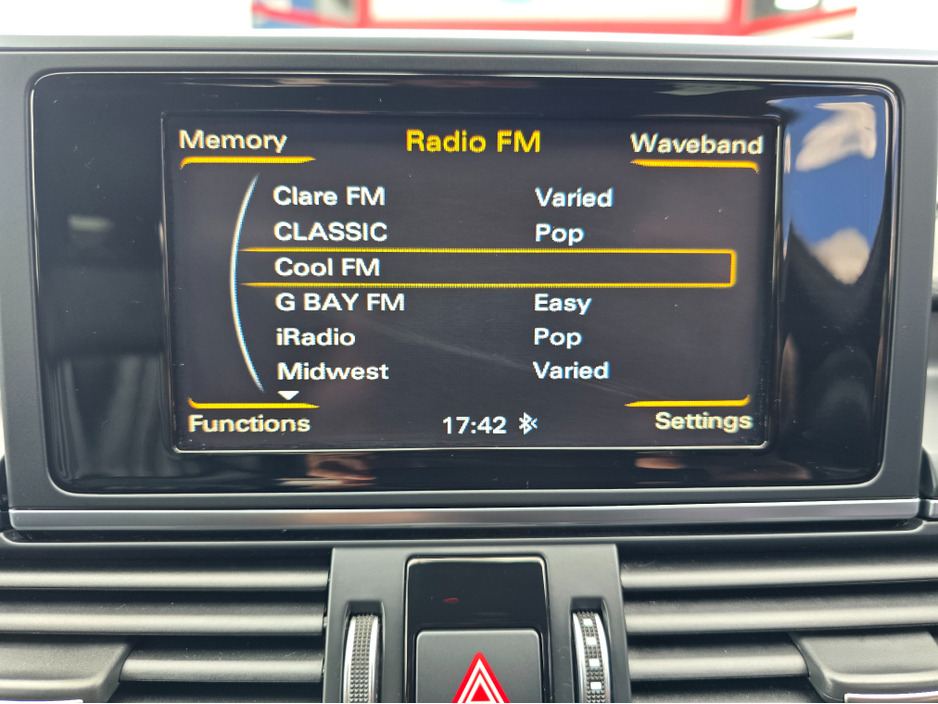 Memory Radio FM Waveband
Clare FM Varied
CLASSIC Pop
Cool FM
G BAY FM Easy
iRadio Pop
Midwest Varied
Functions 17:42 Settings